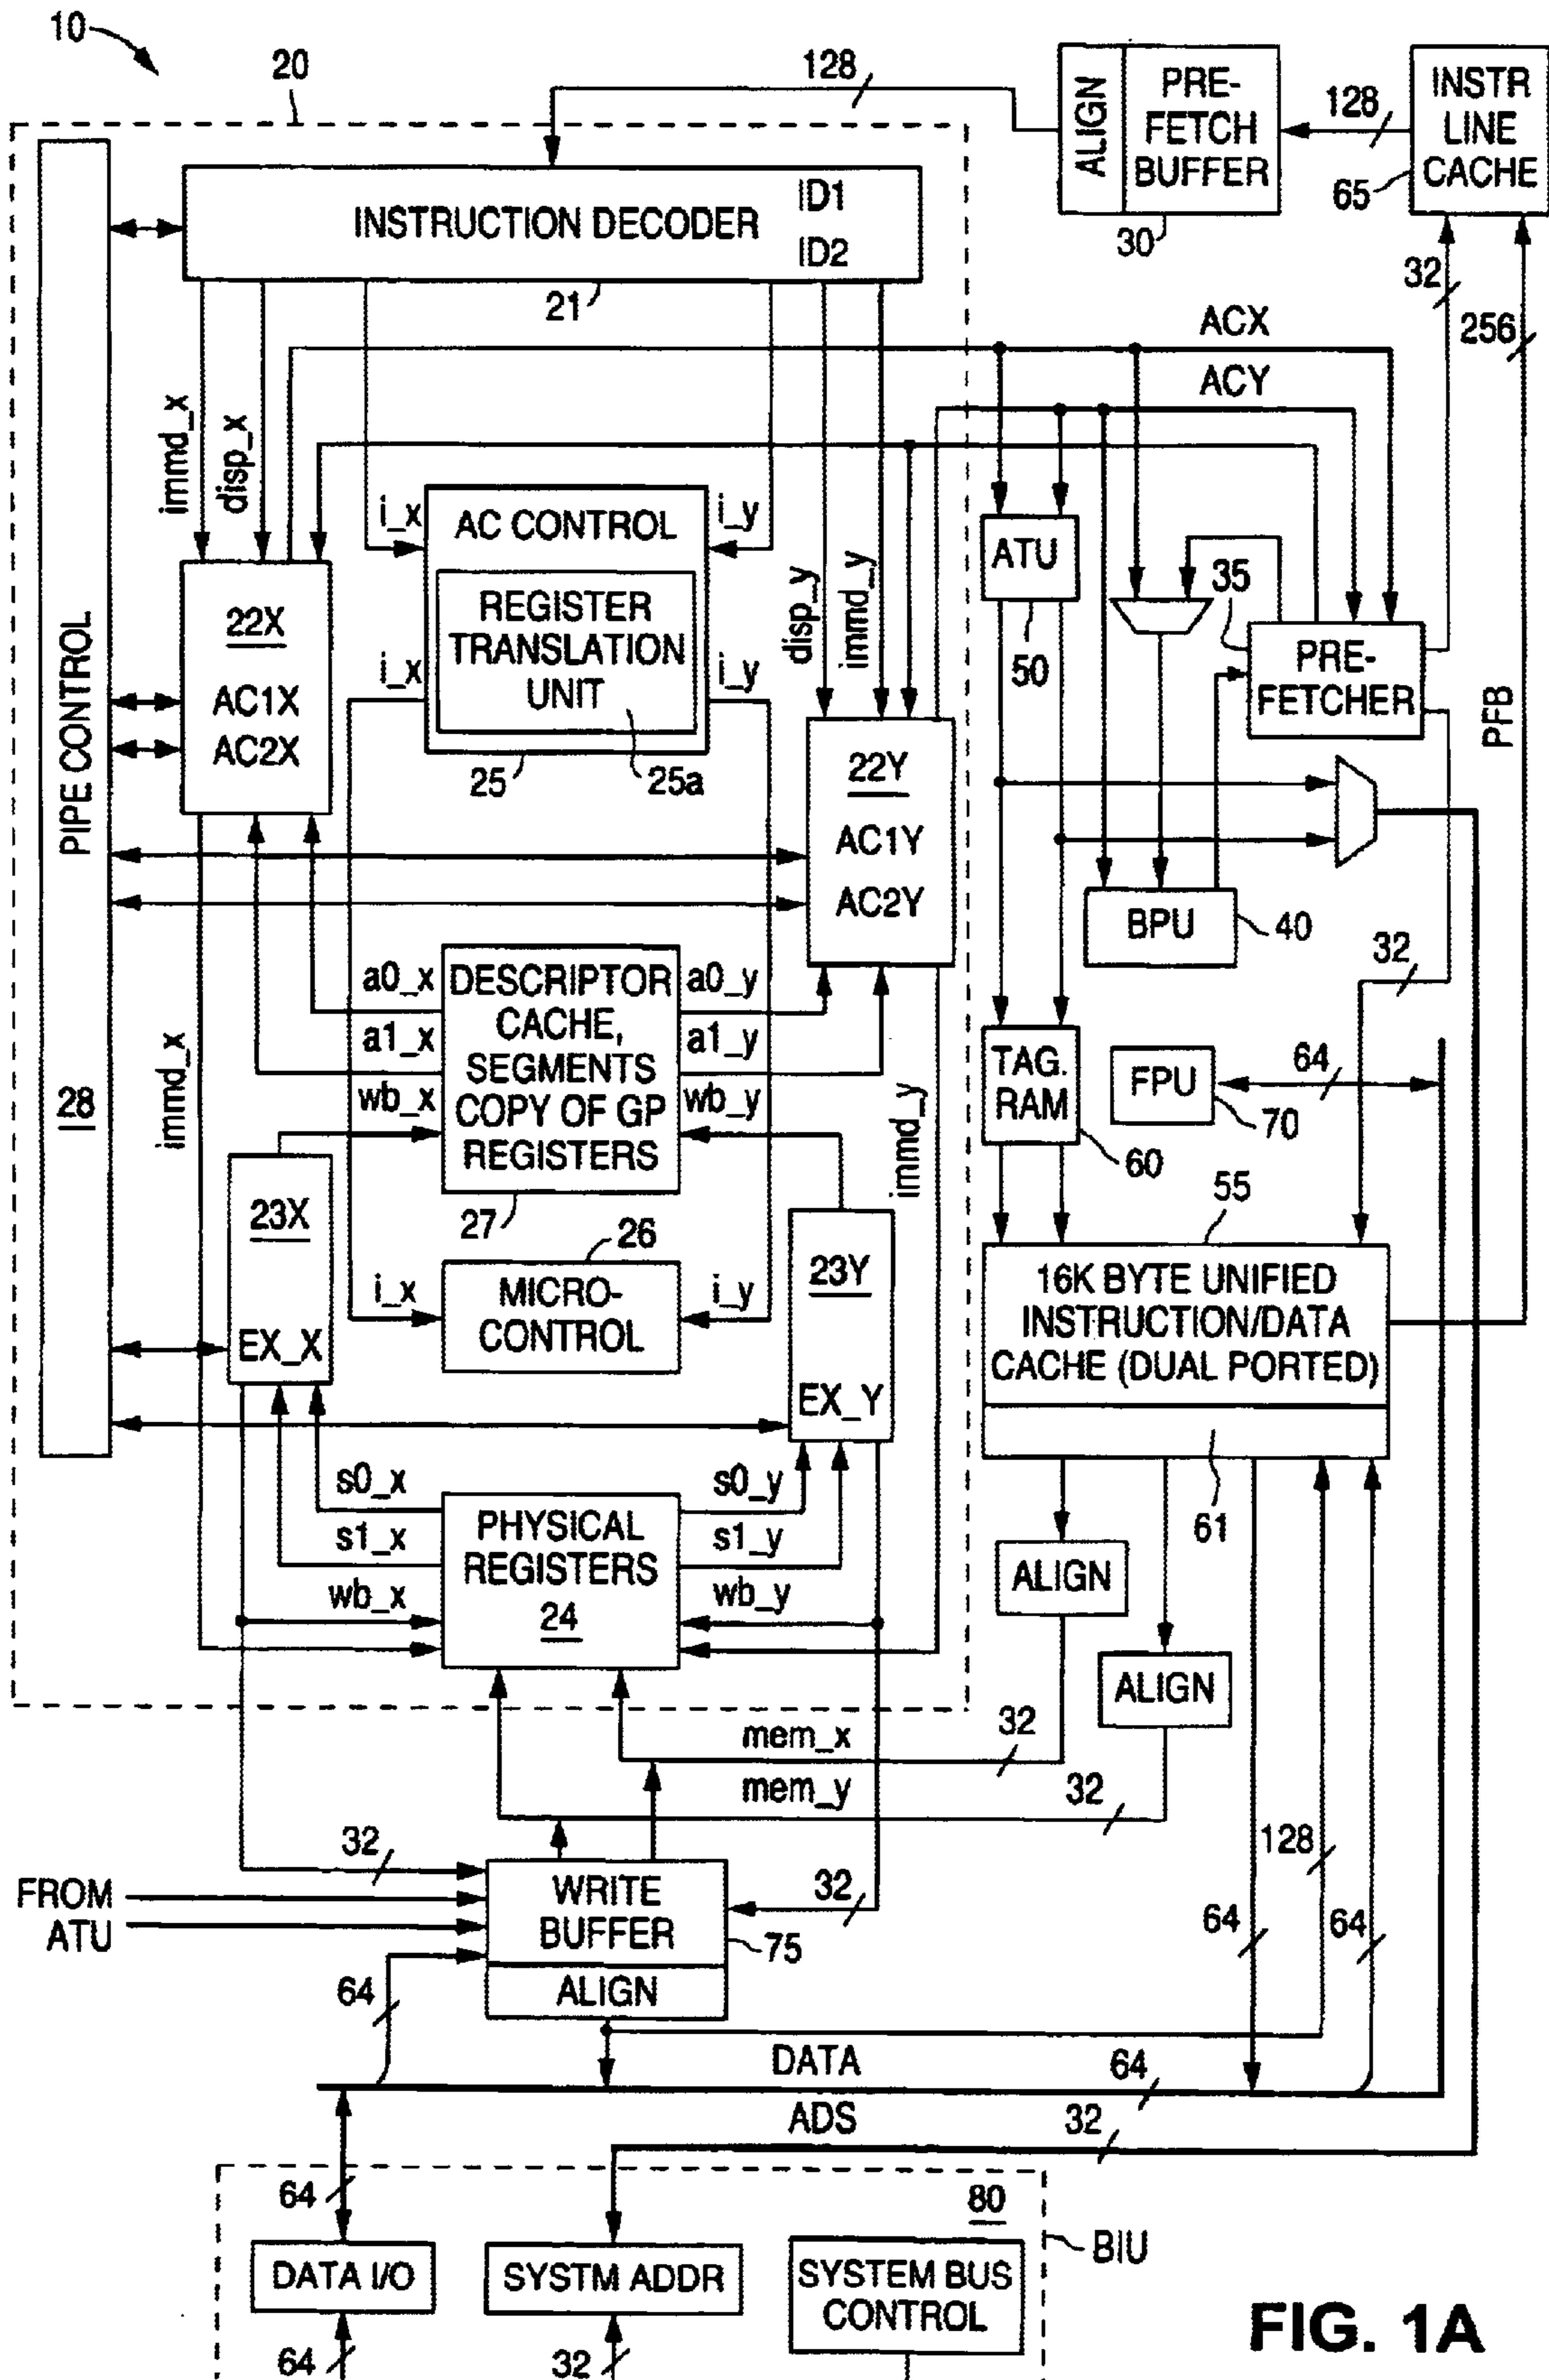 10
20
128
ALIGN
PRE-
FETCH
BUFFER
30
128
INSTR
LINE
CACHE
65
INSTRUCTION DECODER
ID1
ID2
21
32
256
ACX
ACY
immd_x
disp_x
i_x
AC CONTROL
i_y
REGISTER
TRANSLATION
UNIT
i_x
i_y
25
25a
disp_y
immd_y
ATU
50
35
PRE-
FETCHER
PFB
PIPE CONTROL
28
22X
AC1X
AC2X
22Y
AC1Y
AC2Y
BPU
40
32
a0_x
a1_x
wb_x
DESCRIPTOR
CACHE,
SEGMENTS
COPY OF GP
REGISTERS
a0_y
a1_y
wb_y
27
immd_x
immd_y
TAG.
RAM
60
FPU
70
64
23X
EX_X
26
i_x
MICRO-
CONTROL
i_y
23Y
EX_Y
55
16K BYTE UNIFIED
INSTRUCTION/DATA
CACHE (DUAL PORTED)
61
s0_x
s1_x
wb_x
PHYSICAL
REGISTERS
24
s0_y
s1_y
wb_y
ALIGN
ALIGN
mem_x
32
mem_y
32
128
32
FROM
ATU
WRITE
BUFFER
75
32
ALIGN
64
64
64
DATA
64
ADS
32
64
80
BIU
DATA I/O
SYSTM ADDR
SYSTEM BUS
CONTROL
64
32
FIG. 1A